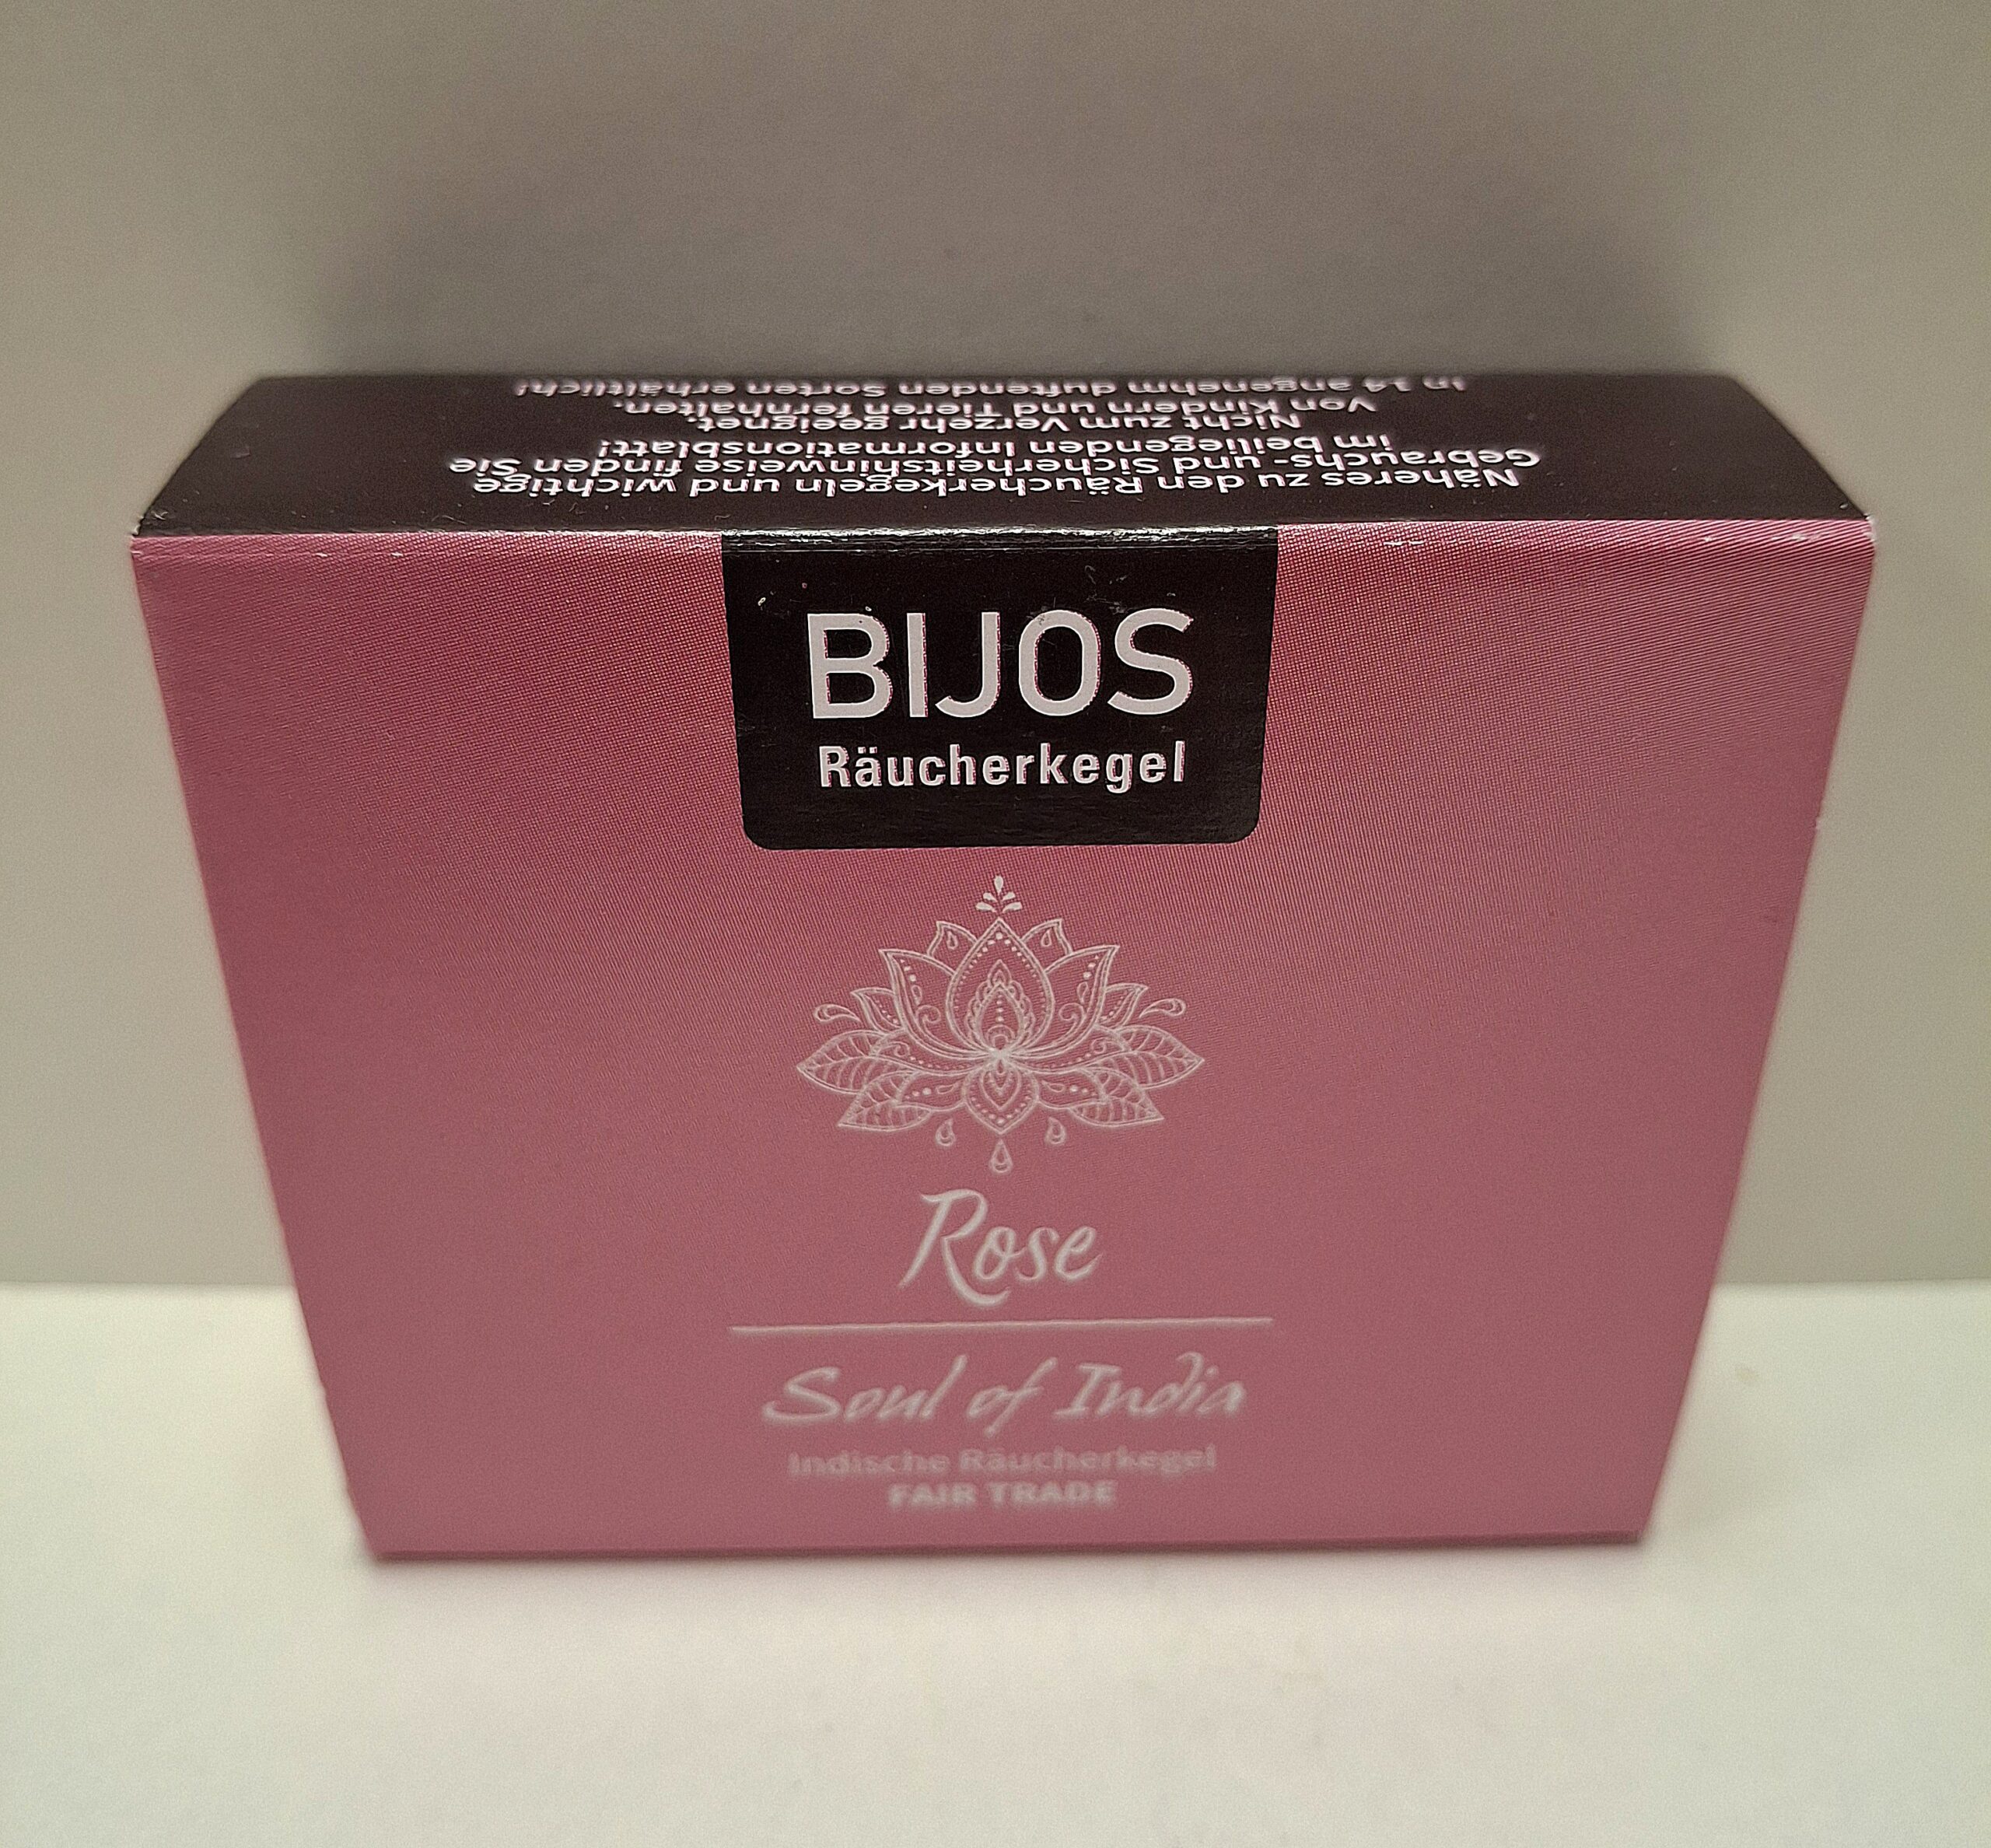 Näheres zu den Räucherkegeln und wichtige
Gebrauchs- und Sicherheitshinweise finden Sie
im beiliegenden Informationsblatt!
Nicht zum Verzehr geeignet.
Von Kindern und Tieren fernhalten.
In 14 angenehm duftenden Sorten erhältlich!
BIJOS
Räucherkegel
Rose
Soul of India
Indische Räucherkegel
FAIR TRADE